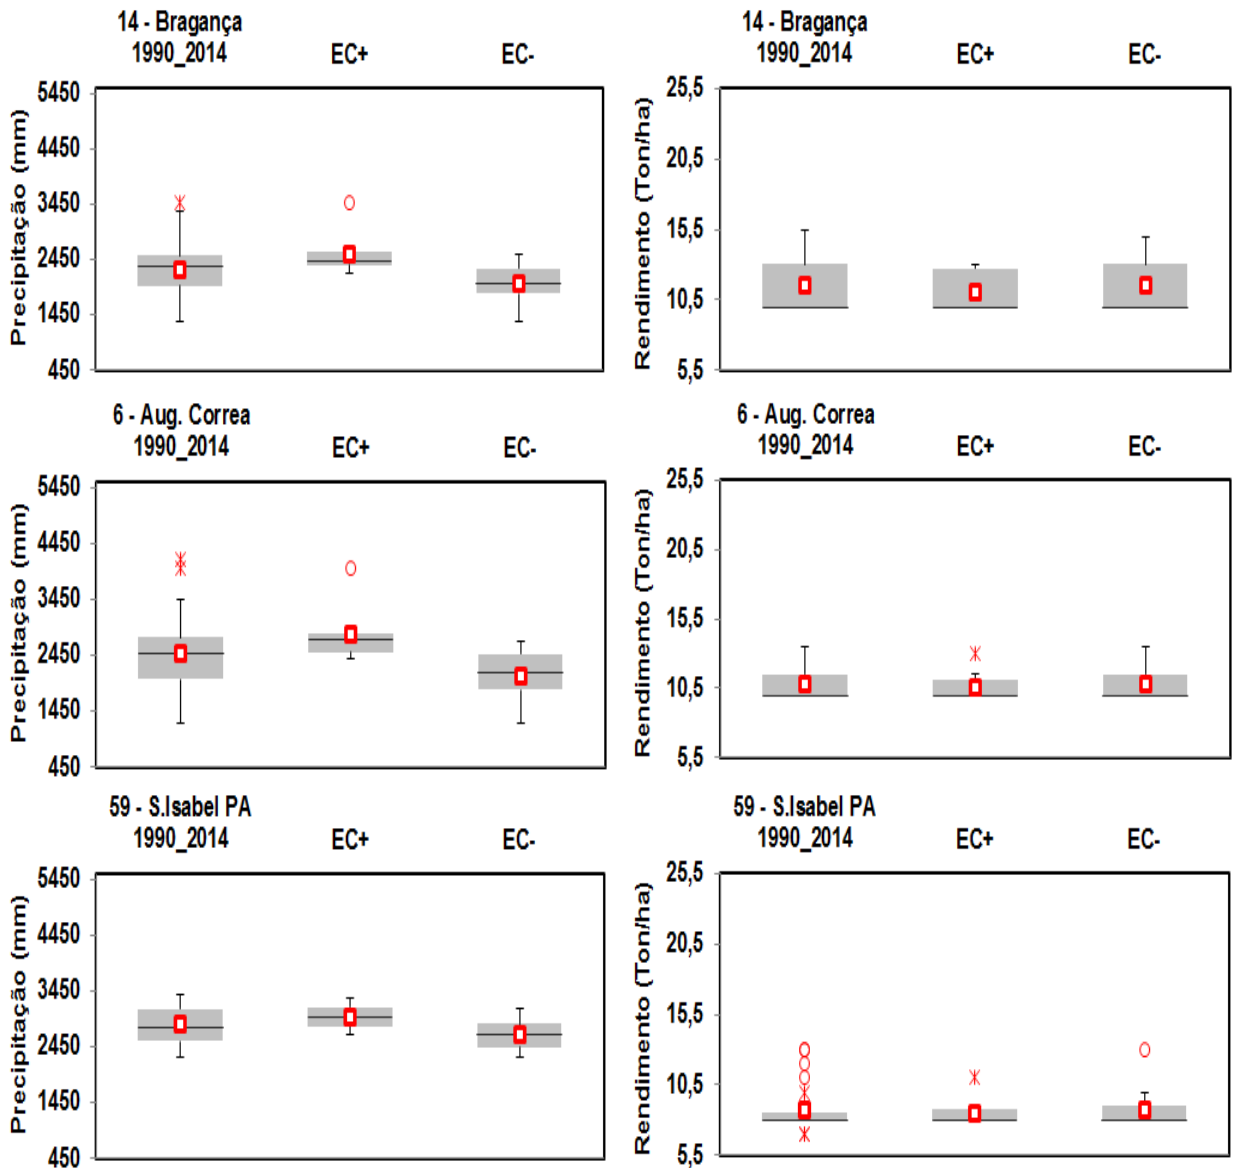 14 - Bragança
1990_2014 EC+ EC-
Precipitação (mm)
5450
4450
3450
2450
1450
450
14 - Bragança
1990_2014 EC+ EC-
Rendimento (Ton/ha)
25,5
20,5
15,5
10,5
5,5
6 - Aug. Correa
1990_2014 EC+ EC-
Precipitação (mm)
5450
4450
3450
2450
1450
450
6 - Aug. Correa
1990_2014 EC+ EC-
Rendimento (Ton/ha)
25,5
20,5
15,5
10,5
5,5
59 - S.Isabel PA
1990_2014 EC+ EC-
Precipitação (mm)
5450
4450
3450
2450
1450
450
59 - S.Isabel PA
1990_2014 EC+ EC-
Rendimento (Ton/ha)
25,5
20,5
15,5
10,5
5,5